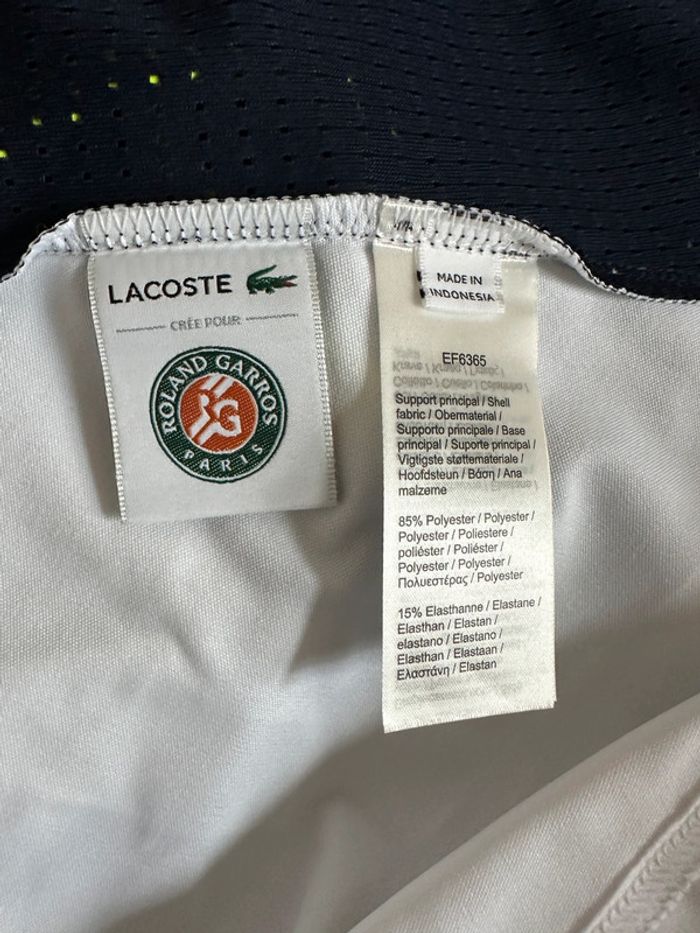 LACOSTE
CRÉE POUR
ROLAND GARROS
RG
PARIS
MADE IN
INDONESIA
EF6365
Support principal / Shell
fabric / Obermaterial /
Supporto principale / Base
principal / Suporte principal /
Vigtigste støttemateriale /
Hoofdsteun / Βάση / Ana
malzeme
85% Polyester / Polyester /
Polyester / Poliestere /
poliéster / Poliéster /
Polyester / Polyester /
Πολυεστέρας / Polyester
15% Elasthanne / Elastane /
Elasthan / Elastan /
elastano / Elastano /
Elasthan / Elastaan /
Ελαστάνη / Elastan